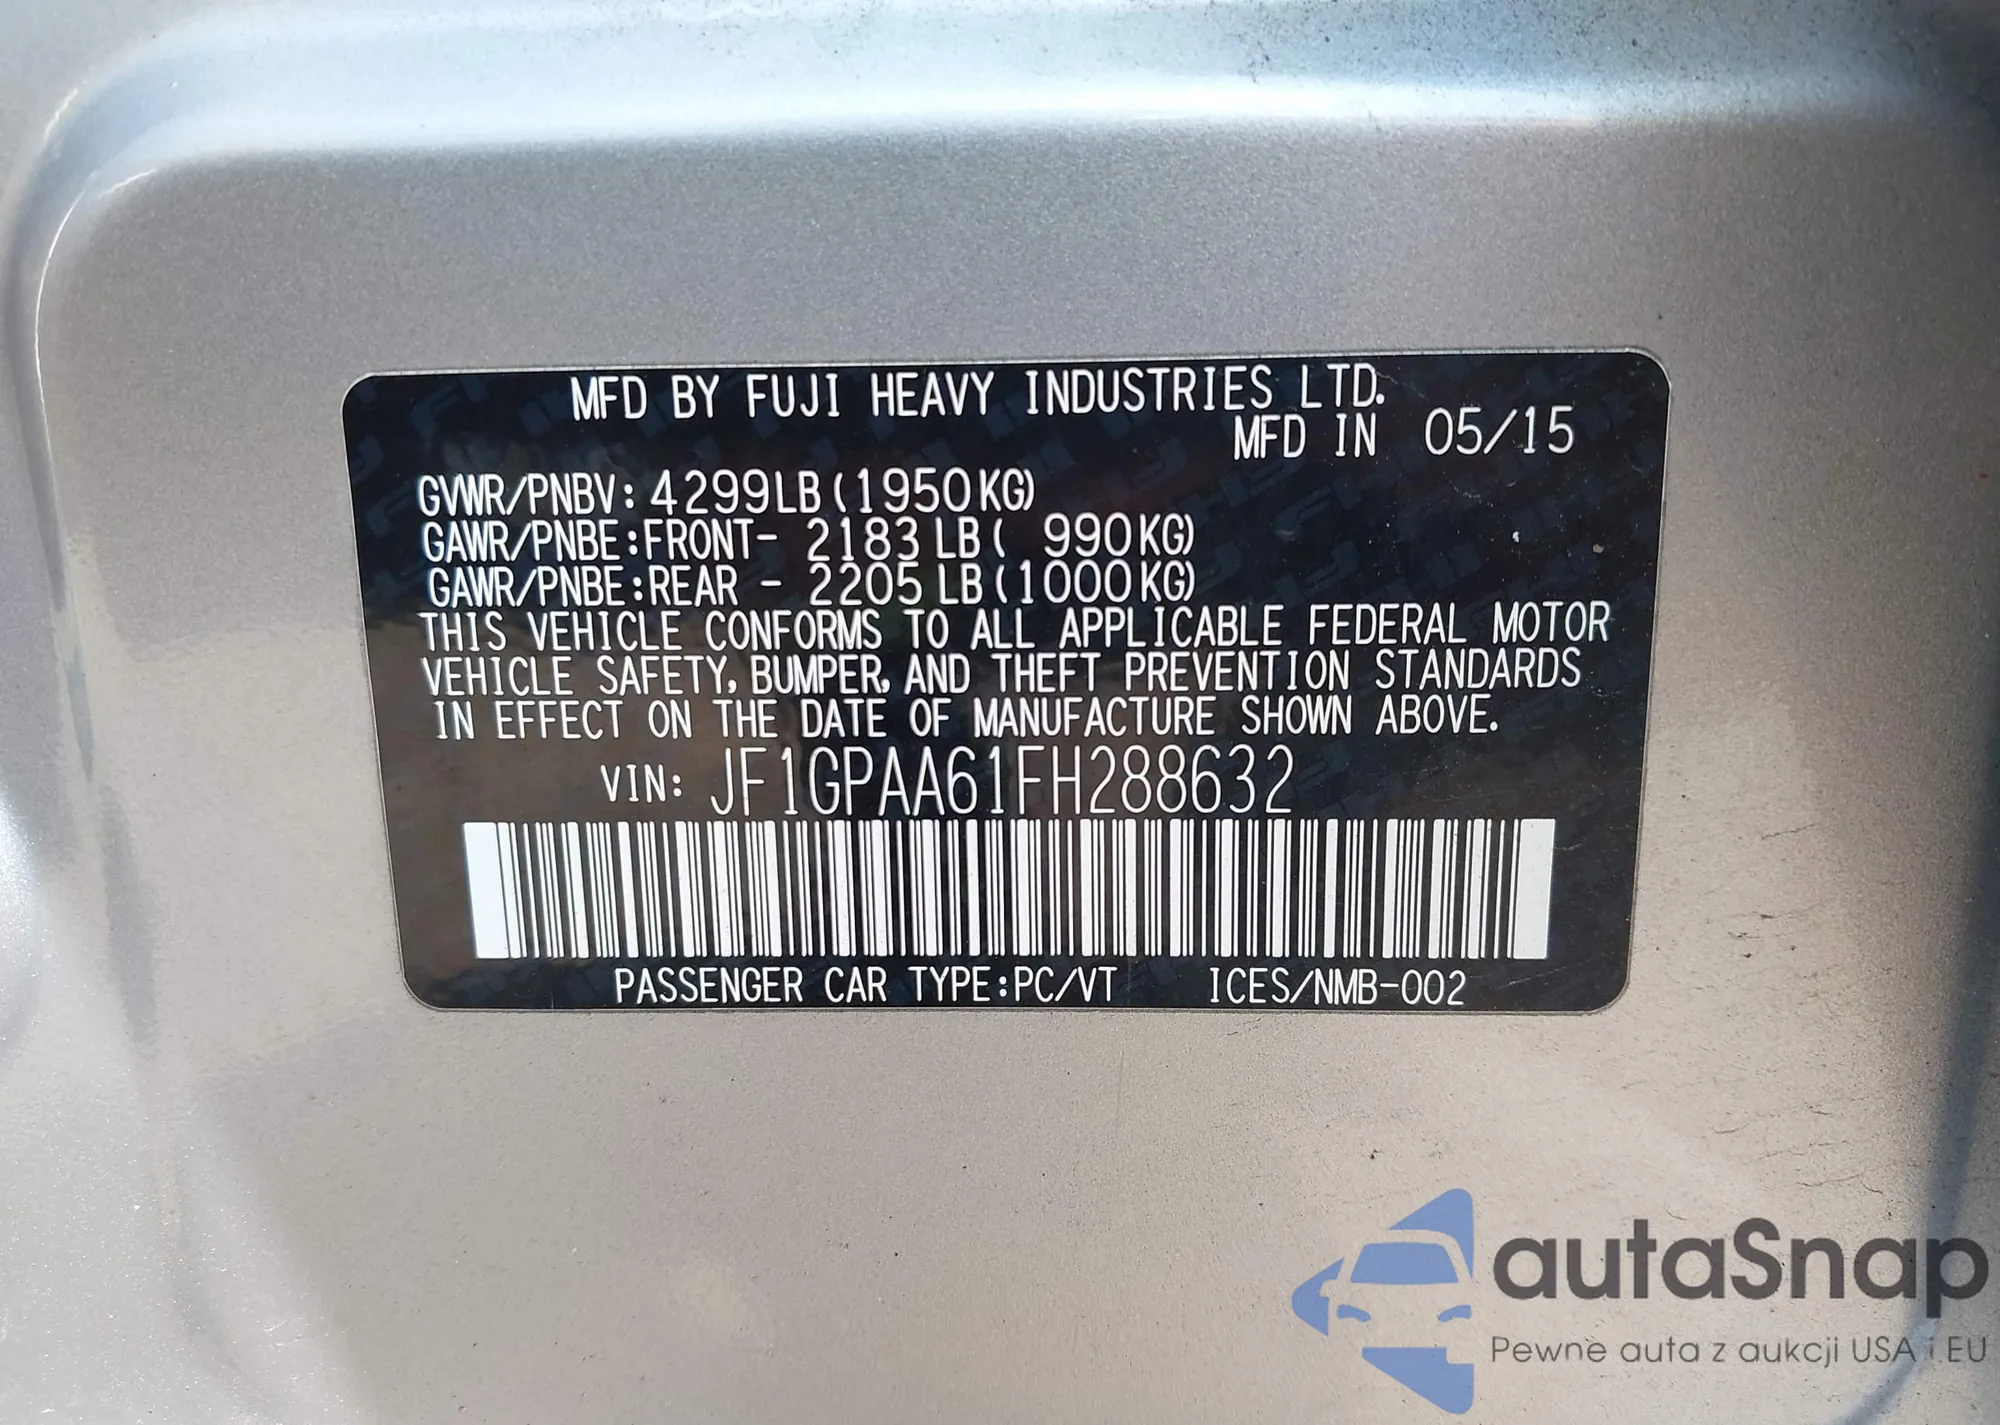 MFD BY FUJI HEAVY INDUSTRIES LTD.
MFD IN 05/15
GVWR/PNBV: 4299LB (1950KG)
GAWR/PNBE: FRONT- 2183 LB ( 990KG)
GAWR/PNBE: REAR - 2205 LB (1000KG)
THIS VEHICLE CONFORMS TO ALL APPLICABLE FEDERAL MOTOR
VEHICLE SAFETY, BUMPER, AND THEFT PREVENTION STANDARDS
IN EFFECT ON THE DATE OF MANUFACTURE SHOWN ABOVE.
VIN: JF1GPAA61FH288632
PASSENGER CAR TYPE:PC/VT ICES/NMB-002
autaSnap
Pewne auta z aukcji USA i EU